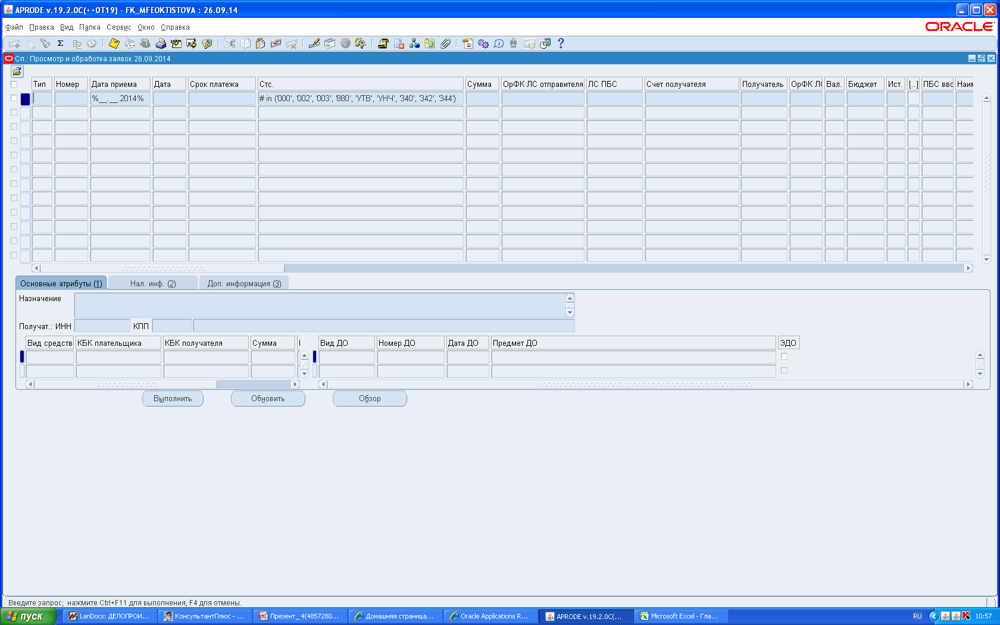 APRODE v.19.2.0C(++0T19) - FK_MFEOKTISTOVA : 26.09.14
Файл Правка Вид Папка Сервис Окно Справка
ORACLE
Сп.: Просмотр и обработка заявок 26.09.2014
Тип Номер Дата приема Дата Срок платежа Стс. Сумма ОрФК ЛС отправителя ЛС ПБС Счет получателя Получатель ОрФК ЛС Вал. Бюджет Ист. [..] ПБС ввс Наим
%__.__.2014% # in ('000', '002', '003', '880', 'УТВ', 'УНЧ', '340', '342', '344')
Основные атрибуты (1) Нал. инф. (2) Доп. информация (3)
Назначение
Получат.: ИНН КПП
Вид средств КБК плательщика КБК получателя Сумма Вид ДО Номер ДО Дата ДО Предмет ДО ЭДО
Выполнить Обновить Обзор
Введите запрос; нажмите Ctrl+F11 для выполнения, F4 для отмены.
пуск LanDocs: ДЕЛОПРОИ... КонсультантПлюс - ... Презент_ 4(4857280... Домашняя страница... Oracle Applications R... APRODE v.19.2.0C(... Microsoft Excel - Гла... RU 10:57